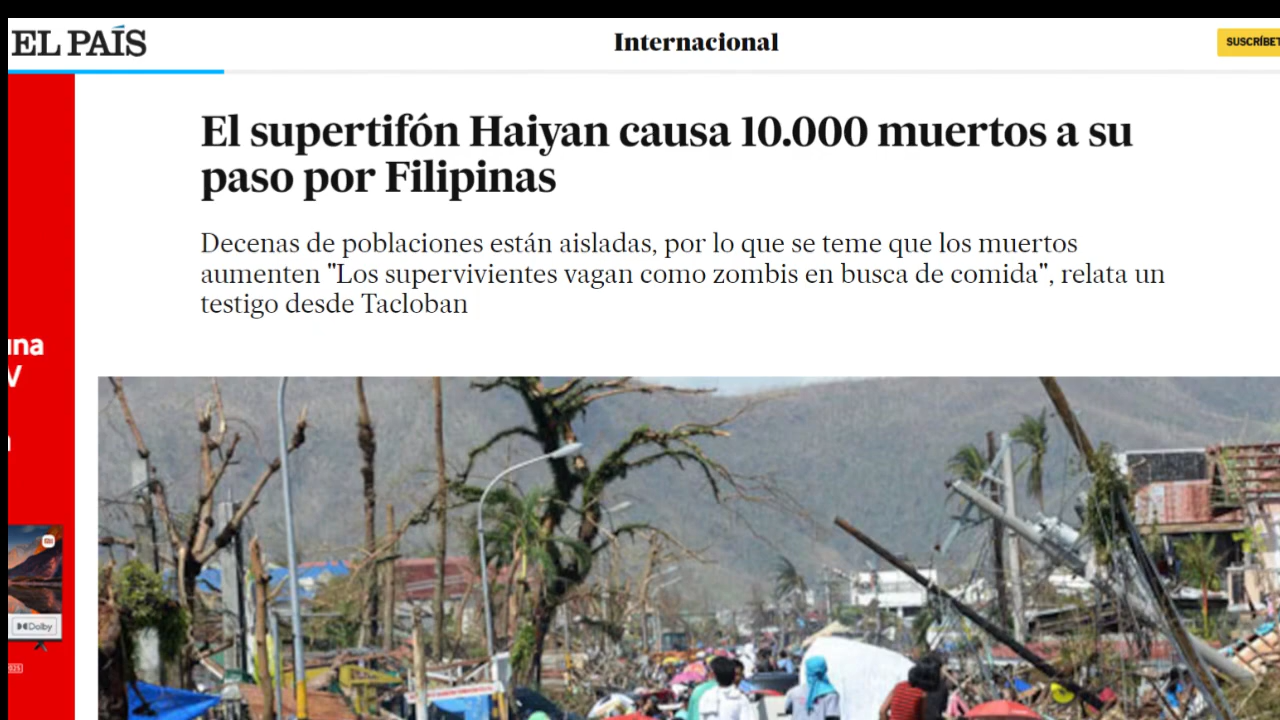 EL PAÍS
Internacional
El supertifón Haiyan causa 10.000 muertos a su
paso por Filipinas
Decenas de poblaciones están aisladas, por lo que se teme que los muertos
aumenten "Los supervivientes vagan como zombis en busca de comida", relata un
testigo desde Tacloban
V
Dolby